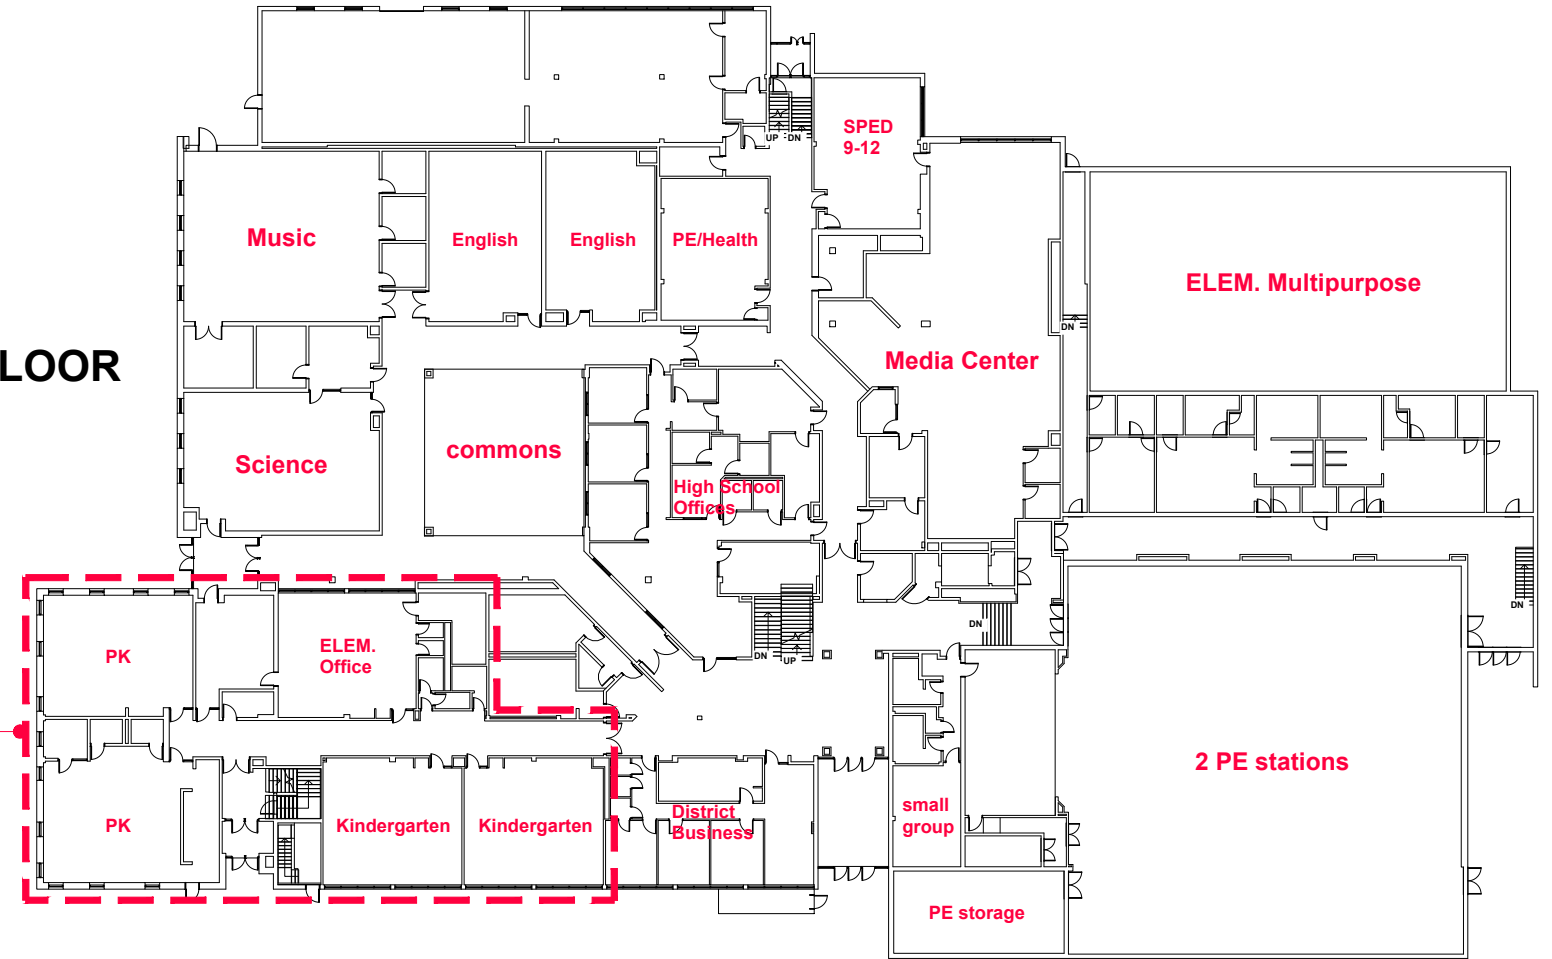 UP DN
SPED
9-12
Music
English
English
PE/Health
ELEM. Multipurpose
DN
LOOR
Media Center
commons
Science
High School
Offices
DN
DN
ELEM.
Office
PK
DN
UP
2 PE stations
small
group
District
Business
PK
Kindergarten
Kindergarten
PE storage